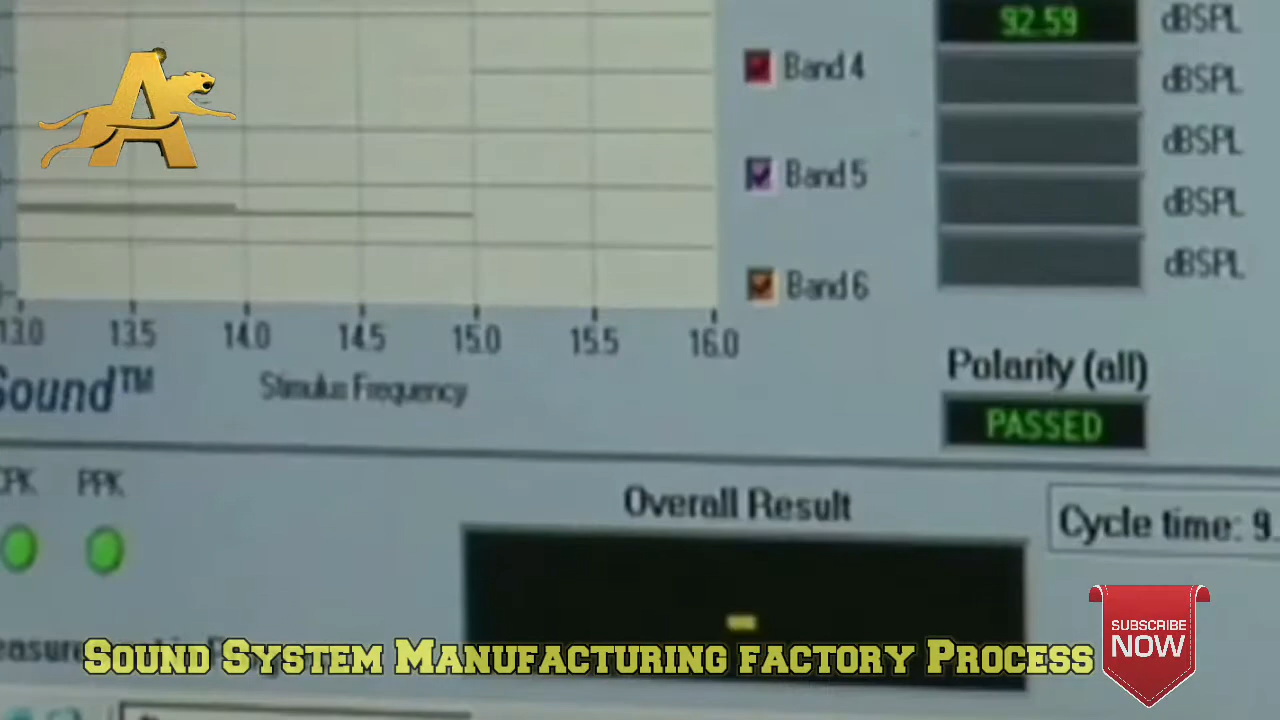 92.59 dBSPL
Band 4 dBSPL
dBSPL
Band 5 dBSPL
Band 6 dBSPL
13.0 13.5 14.0 14.5 15.0 15.5 16.0
Stimulus Frequency
Sound™
Polarity (all)
PASSED
PPK
Overall Result
Cycle time: 9.
SUBSCRIBE
NOW
Sound System Manufacturing factory Process
A